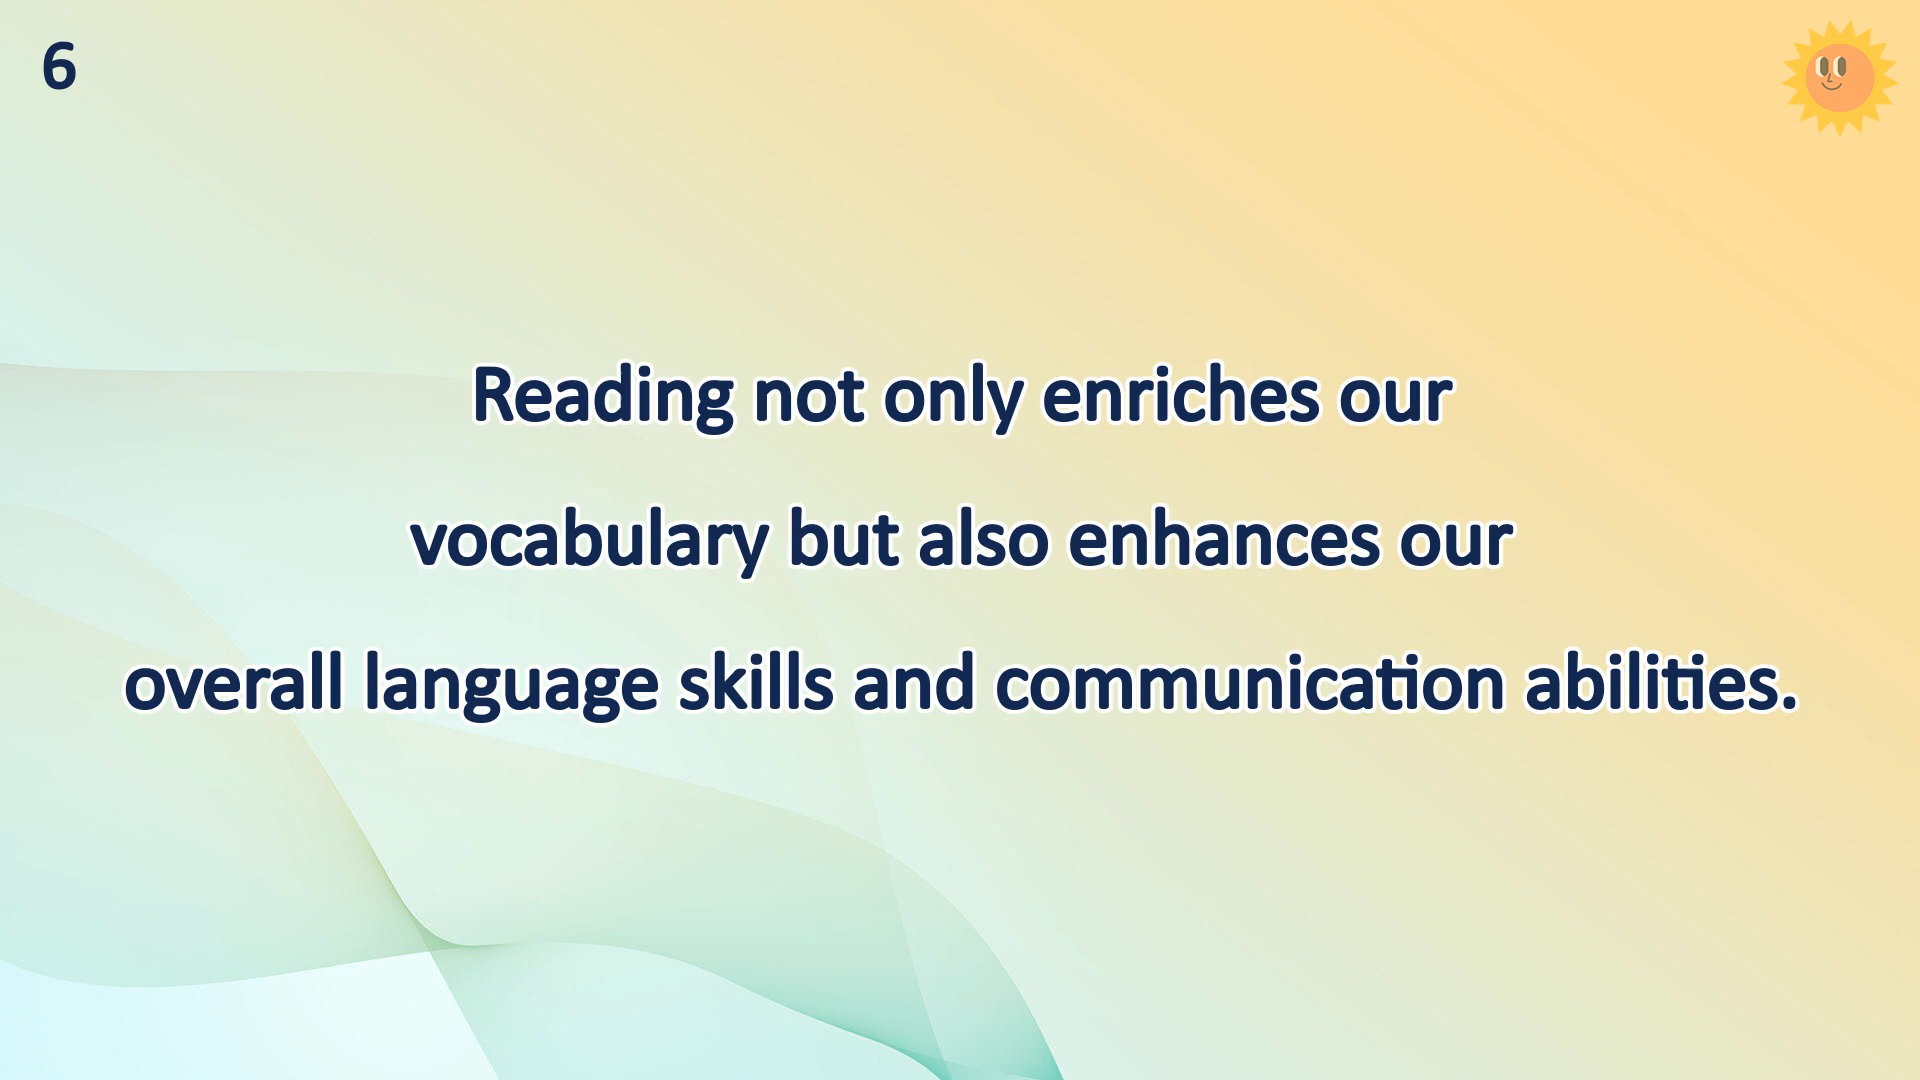 6
Reading not only enriches our
vocabulary but also enhances our
overall language skills and communication abilities.